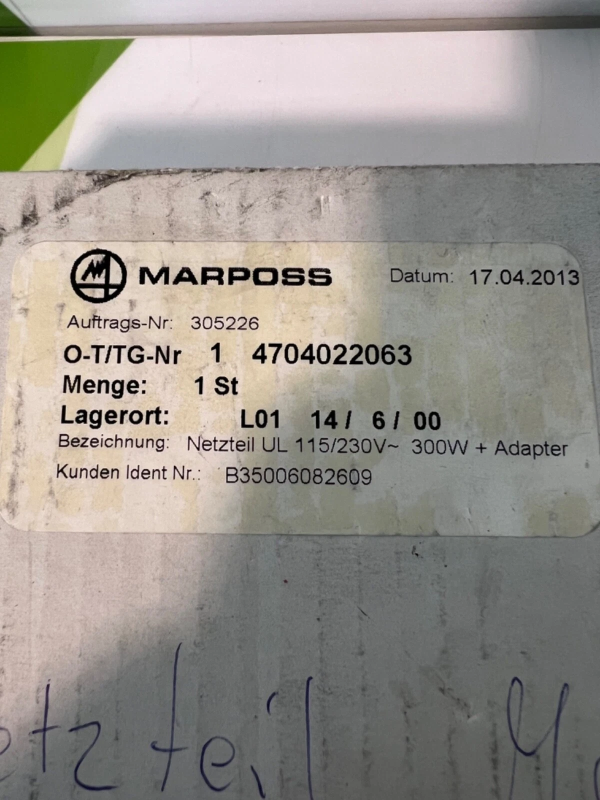 MARPOSS Datum: 17.04.2013
Auftrags-Nr: 305226
O-T/TG-Nr 1 4704022063
Menge: 1 St
Lagerort: L01 14/ 6/ 00
Bezeichnung: Netzteil UL 115/230V~ 300W + Adapter
Kunden Ident Nr.: B35006082609
etzteil